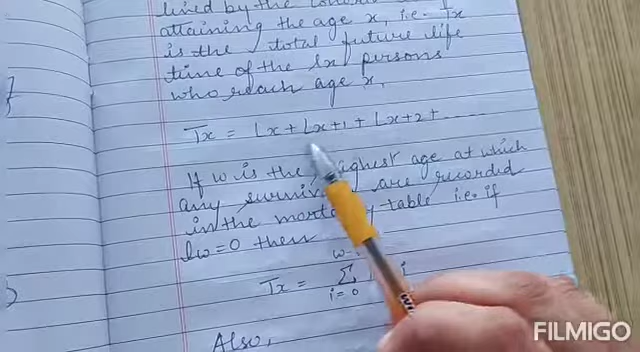 lived by the
attaining the age x, i.e. Tx
is the total future life
time of the lx persons
who reach age x,
Tx = Lx + Lx+1 + Lx+2 + .....
If w is the highest age at which
any are recorded
in the table i.e. if
lw = 0 then
Tx = Σ i=0
Also,
FILMIGO